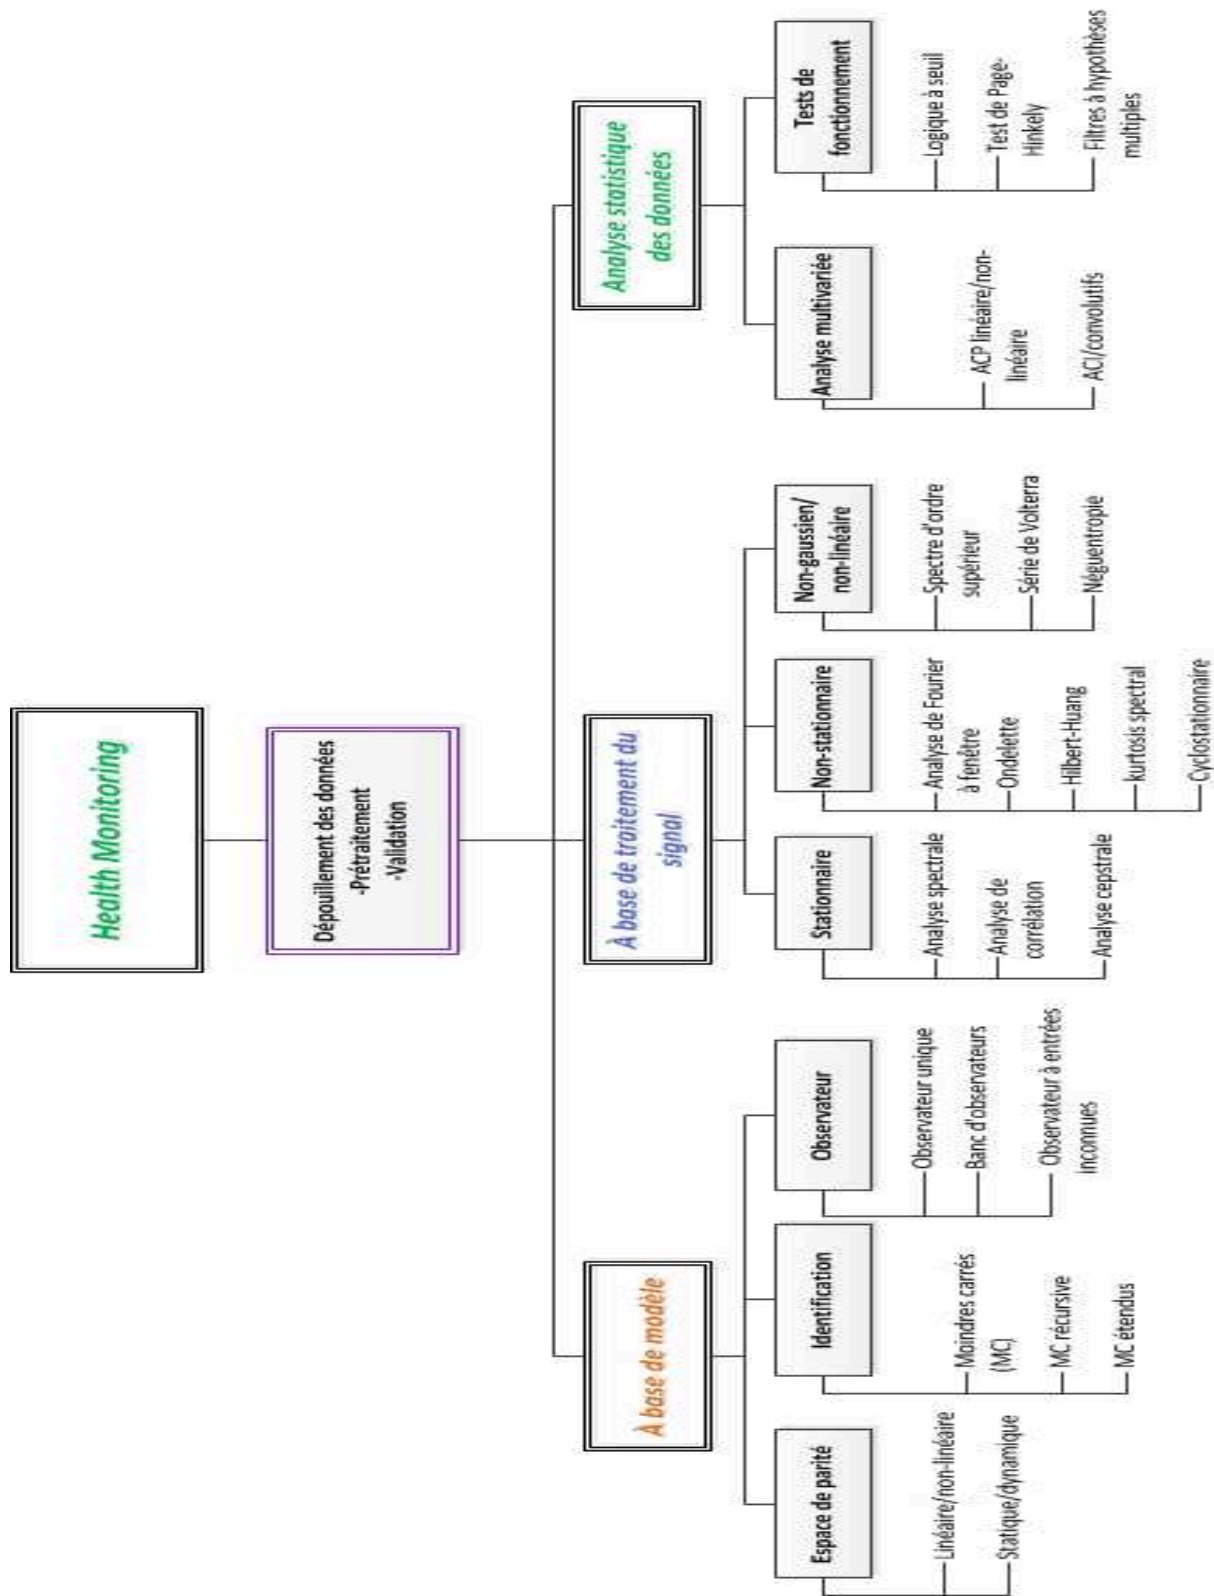 Health Monitoring
Dépouillement des données
-Prétraitement
-Validation
À base de modèle
Espace de parité
Linéaire/non-linéaire
Statique/dynamique
Identification
Moindres carrés
(MC)
MC récursive
MC étendus
Observateur
Observateur unique
Banc d'observateurs
Observateur à entrées
inconnues
À base de traitement du
signal
Stationnaire
Analyse spectrale
Analyse de
corrélation
Analyse cepstrale
Non-stationnaire
Analyse de Fourier
à fenêtre
Ondelette
Hilbert-Huang
kurtosis spectral
Cyclostationnaire
Non-gaussien/
non-linéaire
Spectre d'ordre
supérieur
Série de Volterra
Néguentropie
Analyse statistique
des données
Analyse multivariée
ACP linéaire/non-
linéaire
ACI/convolutifs
Tests de
fonctionnement
Logique à seuil
Test de Page-
Hinkely
Filtres à hypothèses
multiples